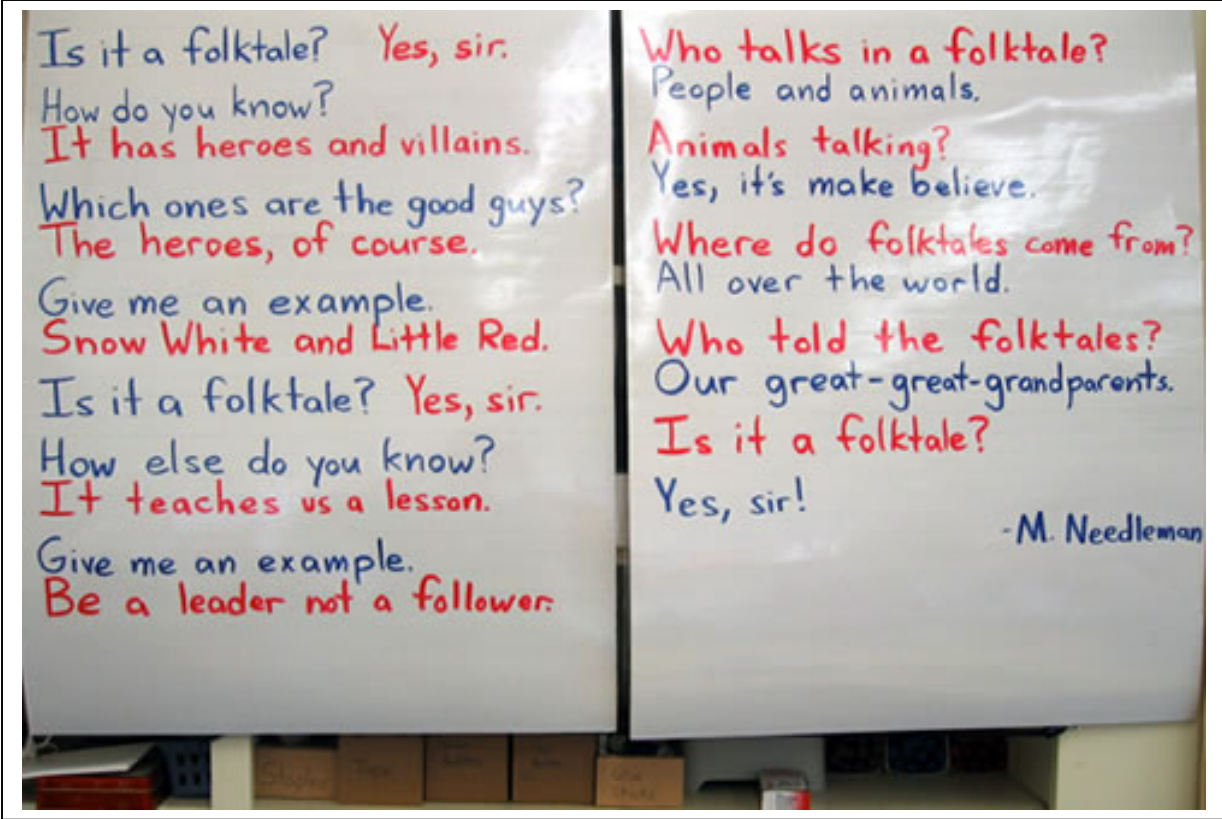 Is it a folktale? Yes, sir.
How do you know?
It has heroes and villains.
Which ones are the good guys?
The heroes, of course.
Give me an example.
Snow White and Little Red.
Is it a folktale? Yes, sir.
How else do you know?
It teaches us a lesson.
Give me an example.
Be a leader not a follower.
Who talks in a folktale?
People and animals.
Animals talking?
Yes, it's make believe.
Where do folktales come from?
All over the world.
Who told the folktales?
Our great-great-grandparents.
Is it a folktale?
Yes, sir!
-M. Needleman
Staples
Tape
Glue
sticks